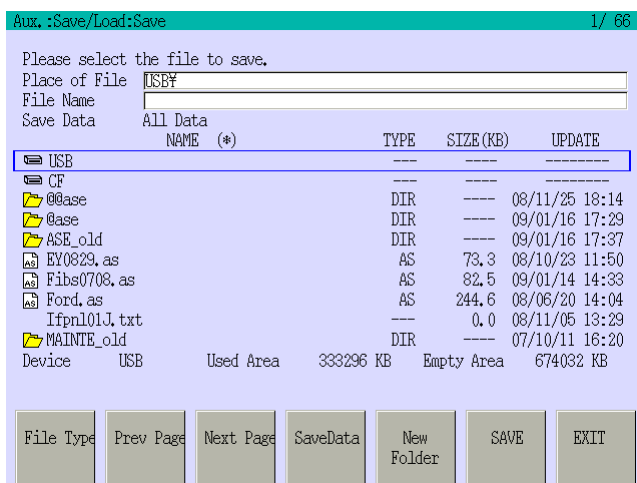 Aux.:Save/Load:Save 1/ 66
Please select the file to save.
Place of File USB¥
File Name
Save Data All Data
NAME (*) TYPE SIZE(KB) UPDATE
USB --- ---- --------
CF --- ---- --------
@@ase DIR ---- 08/11/25 18:14
@ase DIR ---- 09/01/16 17:29
ASE_old DIR ---- 09/01/16 17:37
AS EY0829.as AS 73.3 08/10/23 11:50
AS Fibs0708.as AS 82.5 09/01/14 14:33
AS Ford.as AS 244.6 08/06/20 14:04
Ifpnl01J.txt --- 0.0 08/11/05 13:29
MAINTE_old DIR ---- 07/10/11 16:20
Device USB Used Area 333296 KB Empty Area 674032 KB
File Type Prev Page Next Page SaveData New Folder SAVE EXIT